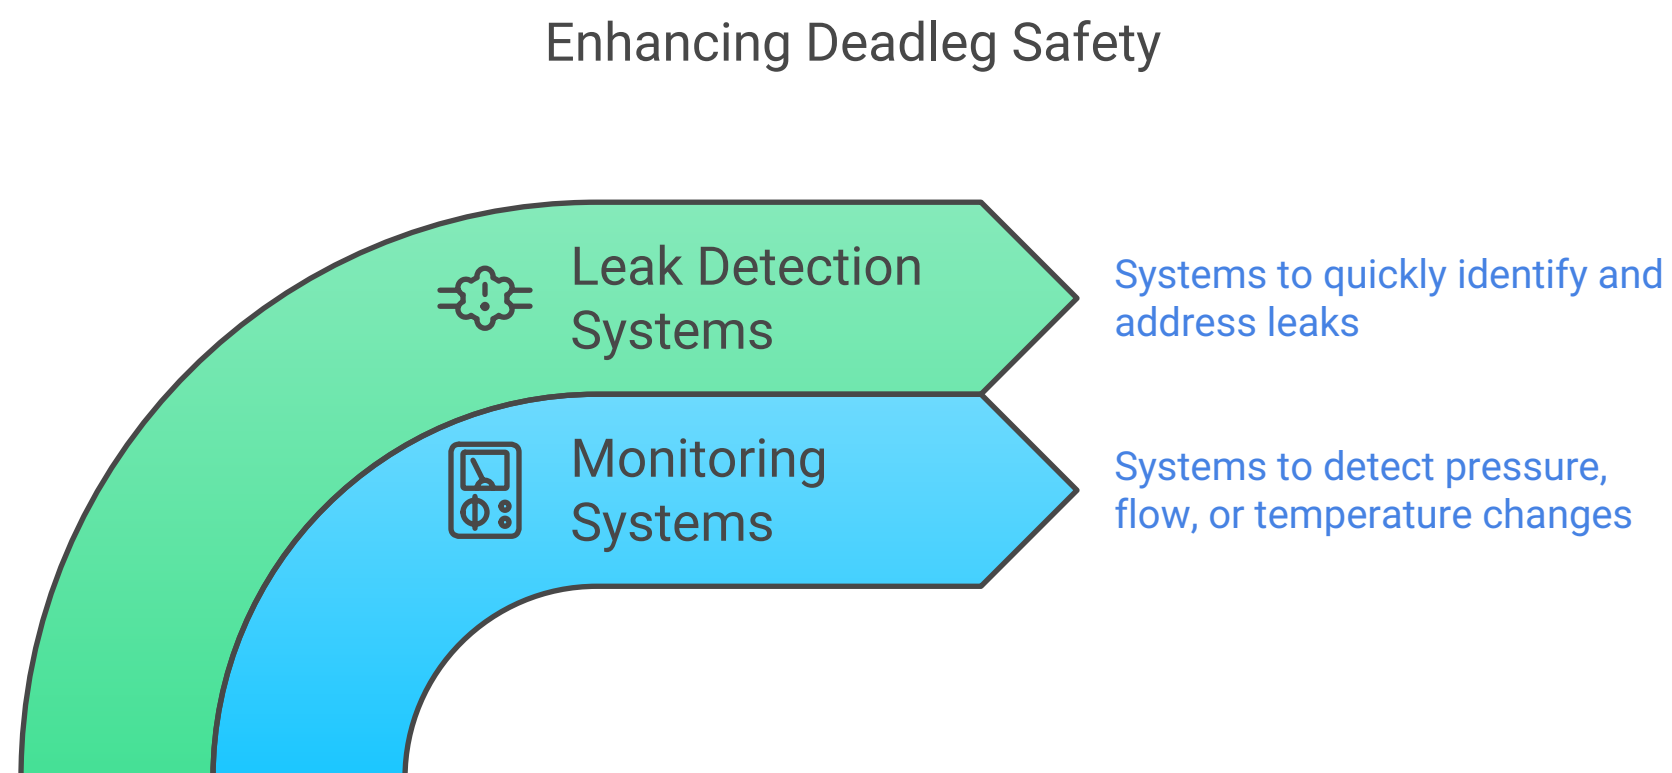 Enhancing Deadleg Safety
Leak Detection
Systems
Systems to quickly identify and
address leaks
Monitoring
Systems
Systems to detect pressure,
flow, or temperature changes